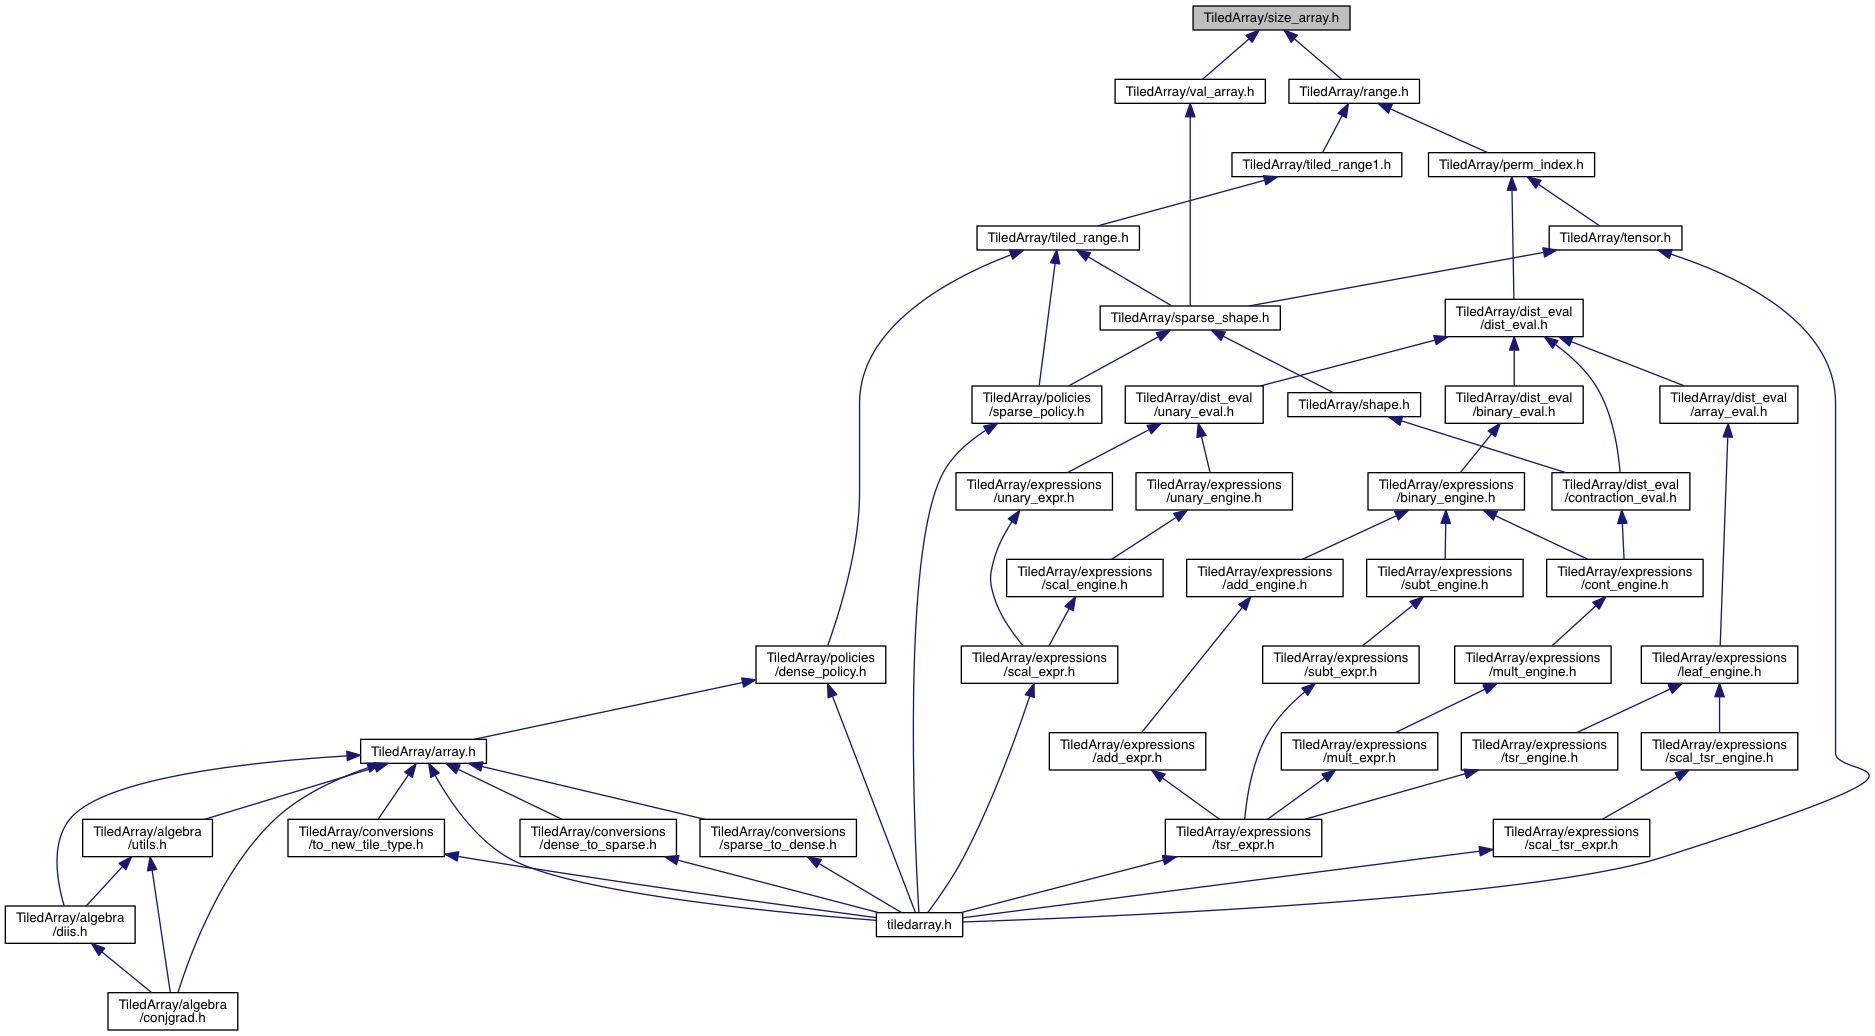 TiledArray/size_array.h
TiledArray/val_array.h
TiledArray/range.h
TiledArray/tiled_range1.h
TiledArray/perm_index.h
TiledArray/tiled_range.h
TiledArray/tensor.h
TiledArray/sparse_shape.h
TiledArray/dist_eval
/dist_eval.h
TiledArray/policies
/sparse_policy.h
TiledArray/dist_eval
/unary_eval.h
TiledArray/shape.h
TiledArray/dist_eval
/binary_eval.h
TiledArray/dist_eval
/array_eval.h
TiledArray/expressions
/unary_expr.h
TiledArray/expressions
/unary_engine.h
TiledArray/expressions
/binary_engine.h
TiledArray/dist_eval
/contraction_eval.h
TiledArray/expressions
/scal_engine.h
TiledArray/expressions
/add_engine.h
TiledArray/expressions
/subt_engine.h
TiledArray/expressions
/cont_engine.h
TiledArray/policies
/dense_policy.h
TiledArray/expressions
/scal_expr.h
TiledArray/expressions
/subt_expr.h
TiledArray/expressions
/mult_engine.h
TiledArray/expressions
/leaf_engine.h
TiledArray/array.h
TiledArray/expressions
/add_expr.h
TiledArray/expressions
/mult_expr.h
TiledArray/expressions
/tsr_engine.h
TiledArray/expressions
/scal_tsr_engine.h
TiledArray/algebra
/utils.h
TiledArray/conversions
/to_new_tile_type.h
TiledArray/conversions
/dense_to_sparse.h
TiledArray/conversions
/sparse_to_dense.h
TiledArray/expressions
/tsr_expr.h
TiledArray/expressions
/scal_tsr_expr.h
TiledArray/algebra
/diis.h
tiledarray.h
TiledArray/algebra
/conjgrad.h